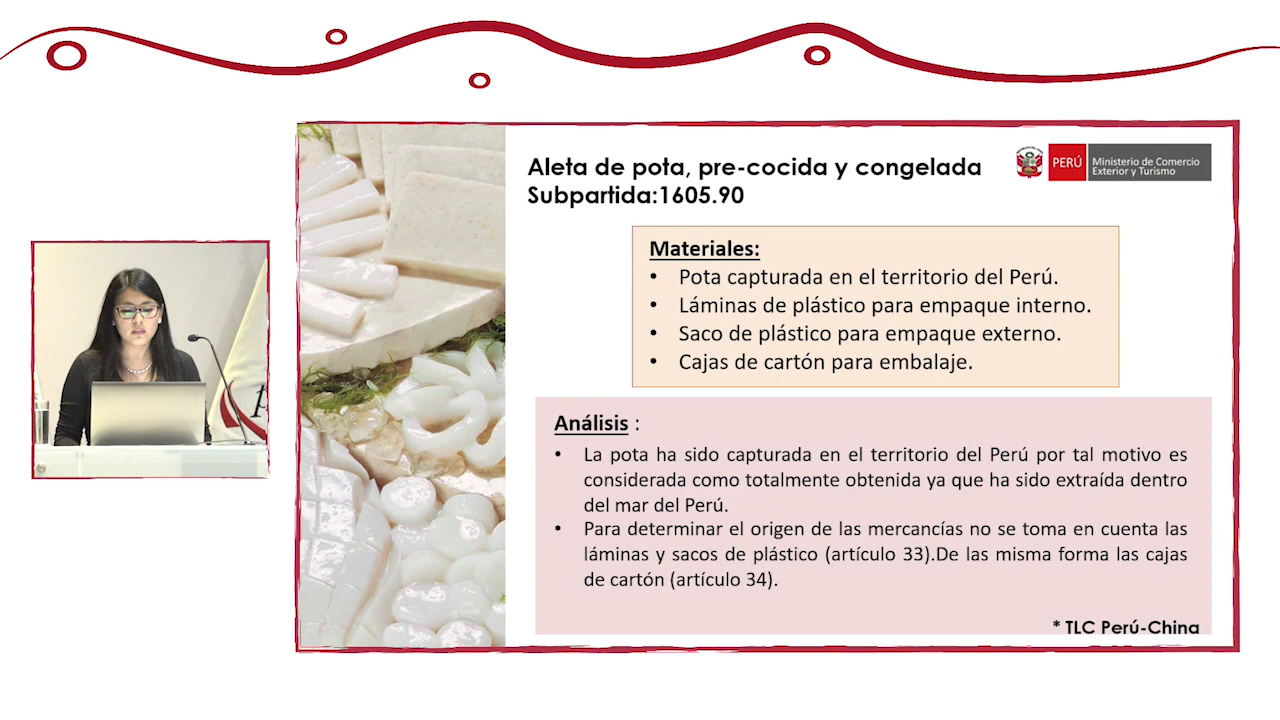 Aleta de pota, pre-cocida y congelada
Subpartida:1605.90
PERÚ
Ministerio de Comercio
Exterior y Turismo
Materiales:
• Pota capturada en el territorio del Perú.
• Láminas de plástico para empaque interno.
• Saco de plástico para empaque externo.
• Cajas de cartón para embalaje.
Análisis :
• La pota ha sido capturada en el territorio del Perú por tal motivo es
considerada como totalmente obtenida ya que ha sido extraída dentro
del mar del Perú.
• Para determinar el origen de las mercancías no se toma en cuenta las
láminas y sacos de plástico (artículo 33).De las misma forma las cajas
de cartón (artículo 34).
* TLC Perú-China